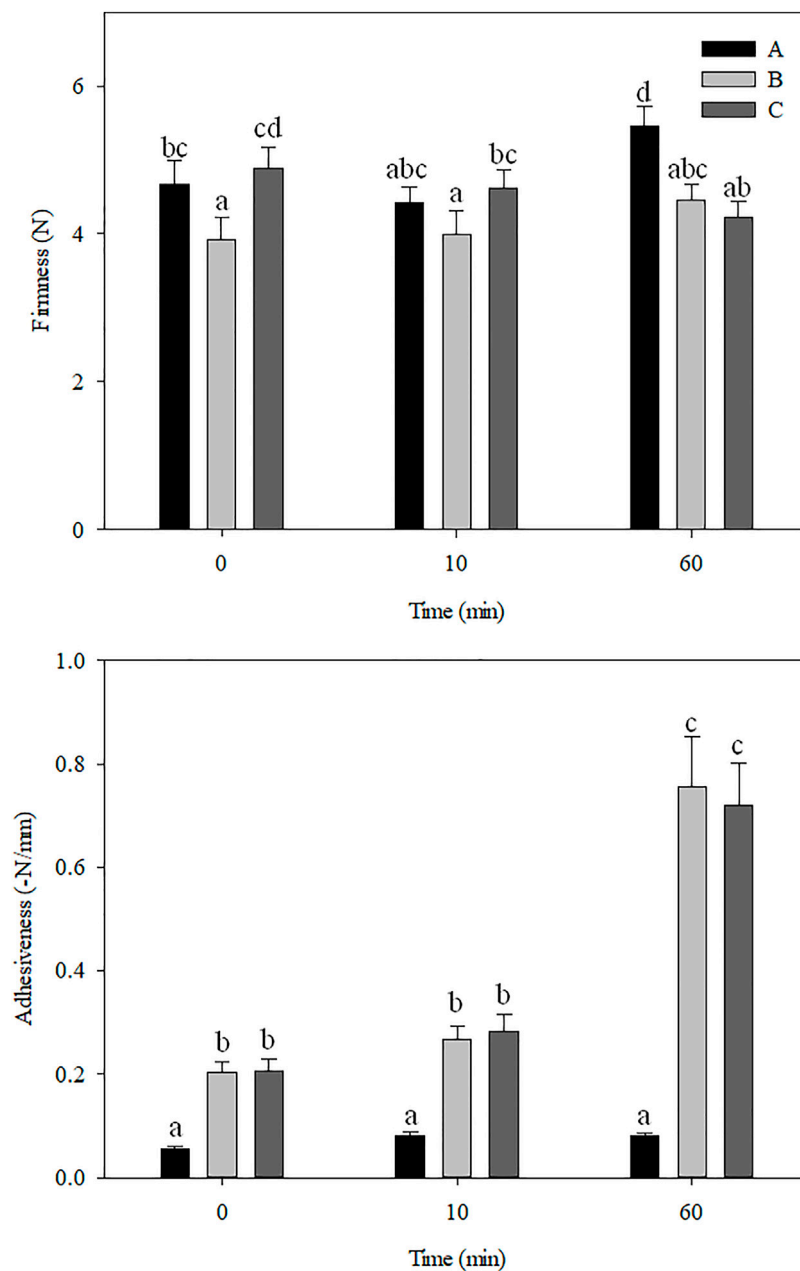 A
B
C
6
4
2
0
Firmness (N)
bc
a
cd
abc
a
bc
d
abc
ab
0
10
60
Time (min)
1.0
0.8
0.6
0.4
0.2
0.0
Adhesiveness (-N/mm)
a
b
b
a
b
b
a
c
c
0
10
60
Time (min)